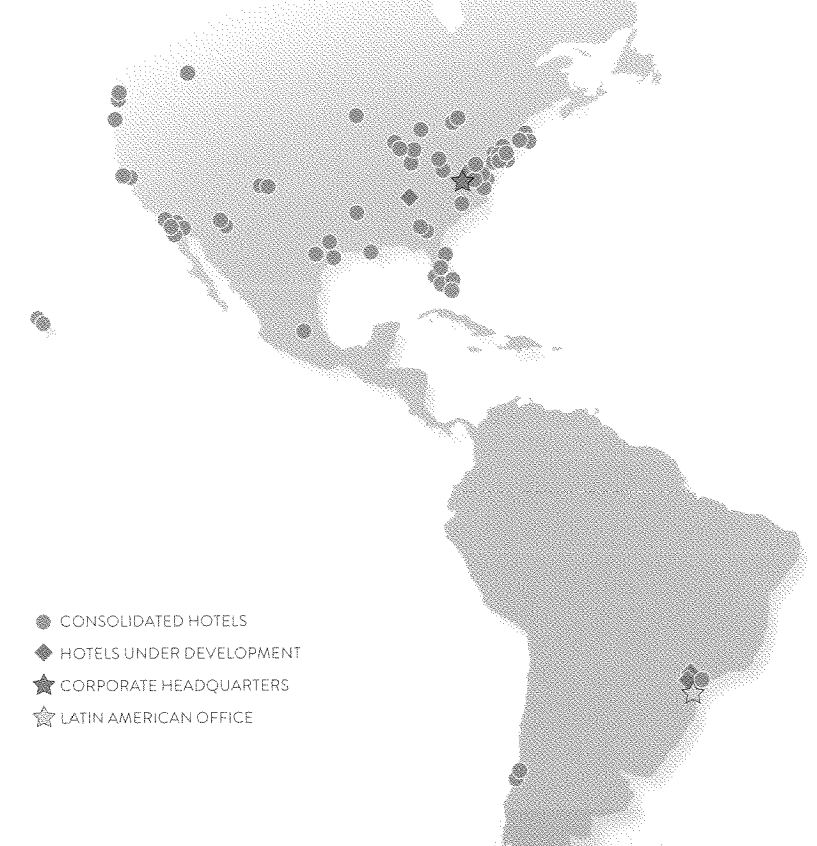 CONSOLIDATED HOTELS
HOTELS UNDER DEVELOPMENT
CORPORATE HEADQUARTERS
LATIN AMERICAN OFFICE